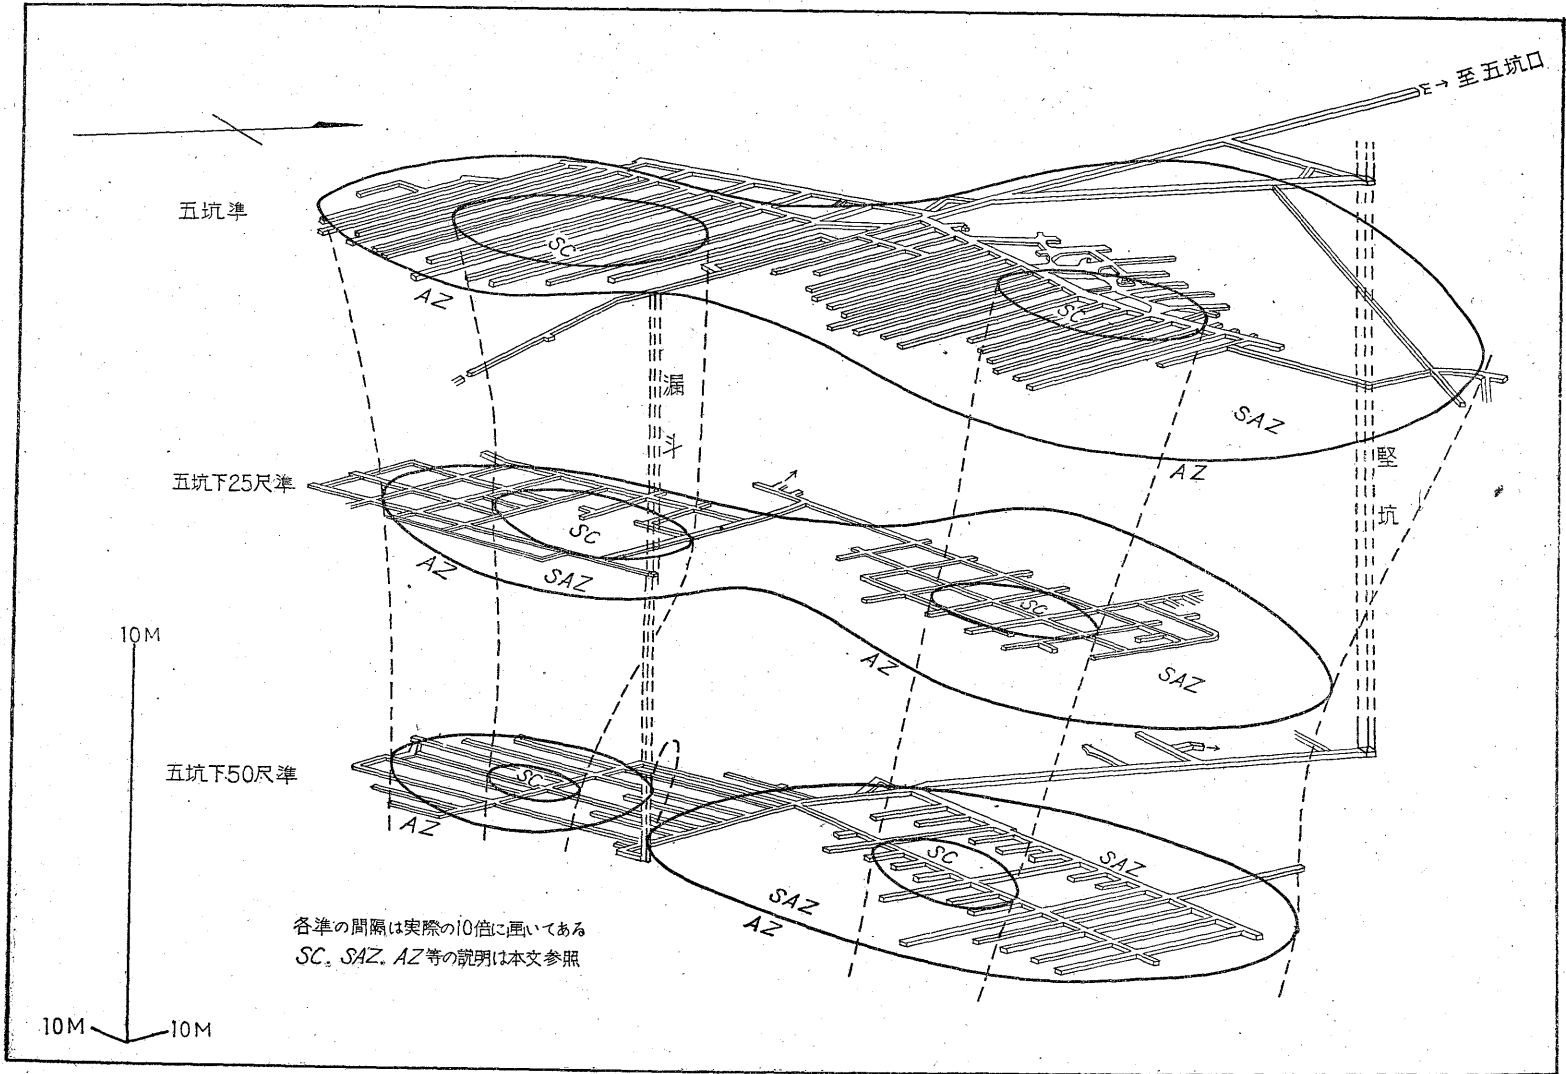 至五坑口
五坑準
SC
AZ
SC
SAZ
AZ
漏斗
竪坑
五坑下25尺準
SC
AZ
SAZ
SC
AZ
SAZ
10M
五坑下50尺準
SC
AZ
SC
SAZ
SAZ
AZ
各準の間隔は実際の10倍に画いてある
SC. SAZ. AZ等の説明は本文参照
10M
10M